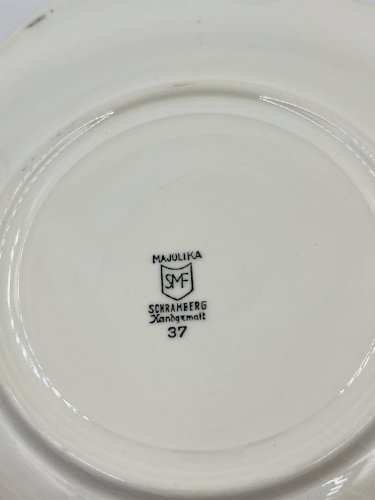 MAJOLIKA
SMF
SCHRAMBERG
Handgemalt
37